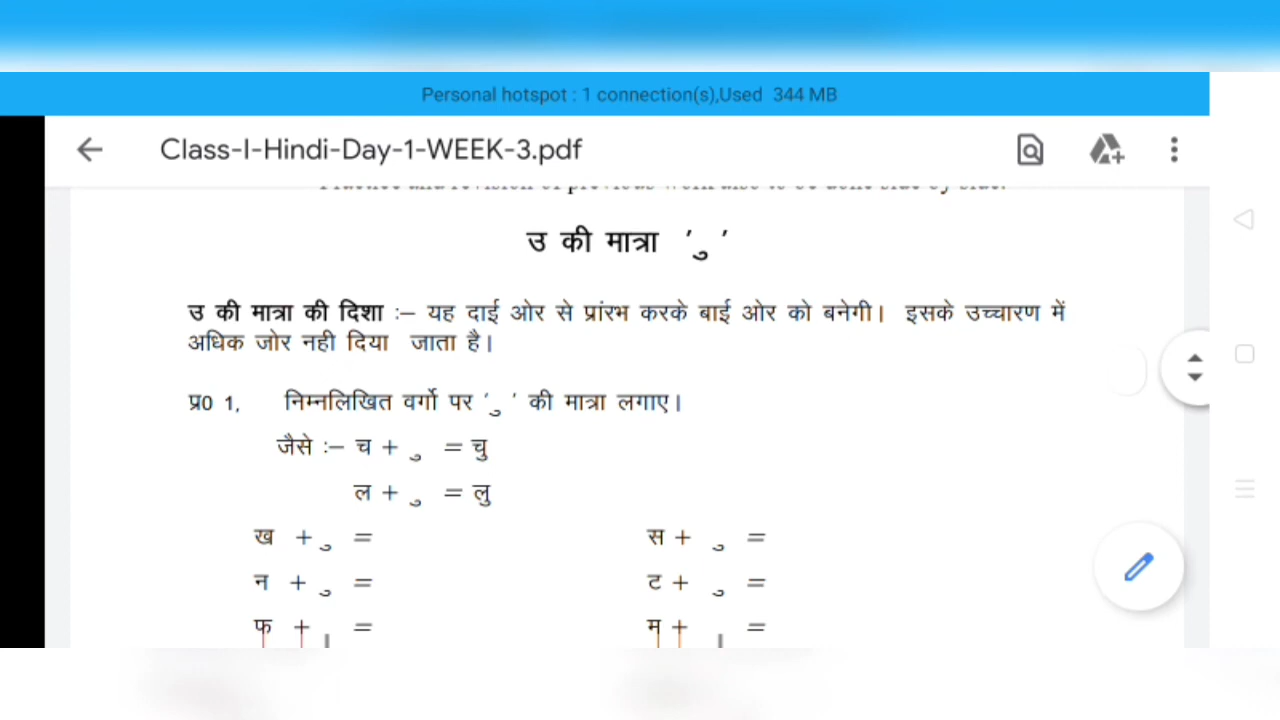 Personal hotspot : 1 connection(s),Used 344 MB
Class-I-Hindi-Day-1-WEEK-3.pdf
उ की मात्रा ' ु '
उ की मात्रा की दिशा :– यह दाई ओर से प्रांरभ करके बाई ओर को बनेगी। इसके उच्चारण में
अधिक जोर नही दिया जाता है।
प्र0 1, निम्नलिखित वर्गो पर ' ु ' की मात्रा लगाए।
जैसे :– च + ु = चु
ल + ु = लु
ख + ु = स + ु =
न + ु = ट + ु =
फ + = म + =